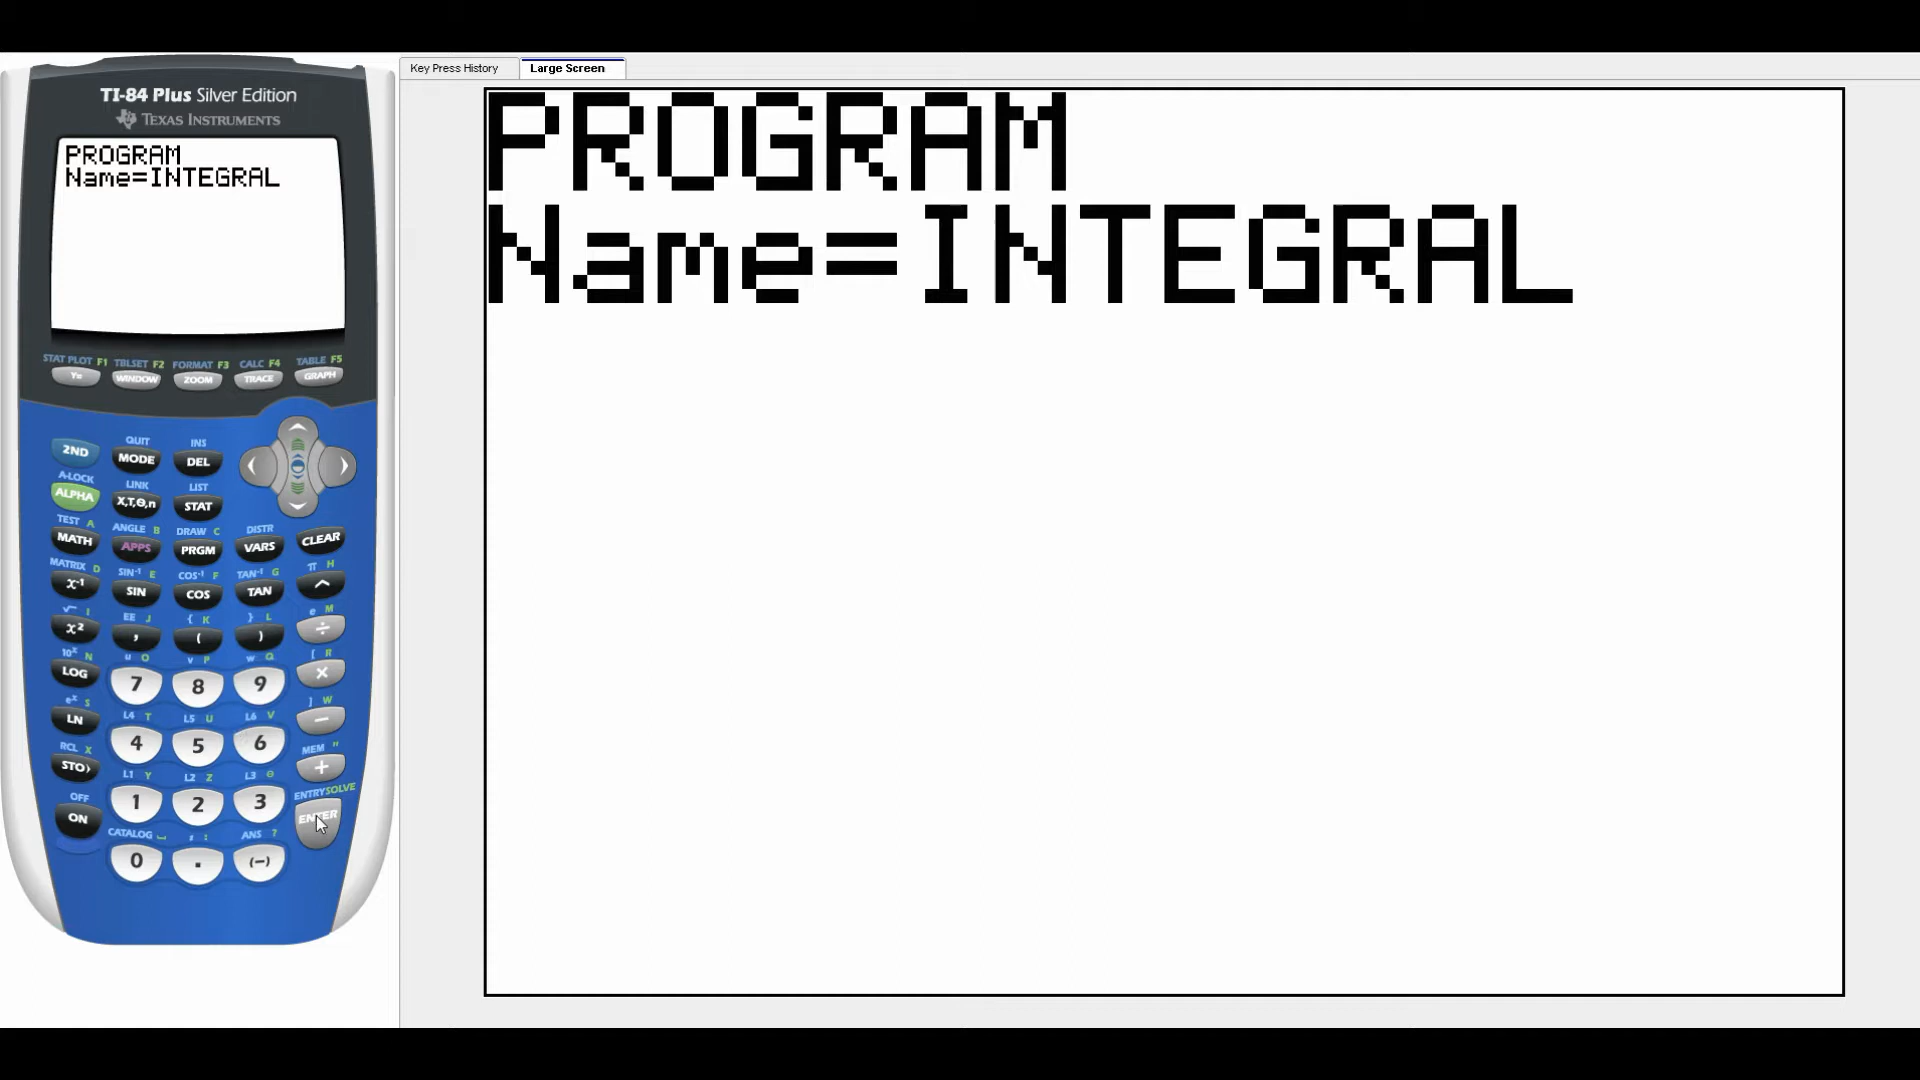 Key Press History
Large Screen
TI-84 Plus Silver Edition
TEXAS INSTRUMENTS
PROGRAM
Name=INTEGRAL
PROGRAM
Name=INTEGRAL
STAT PLOT F1 TBLSET F2 FORMAT F3 CALC F4 TABLE F5
Y= WINDOW ZOOM TRACE GRAPH
QUIT INS
2ND MODE DEL
A-LOCK LINK LIST
ALPHA X,T,Θ,n STAT
TEST A ANGLE B DRAW C DISTR
MATH APPS PRGM VARS CLEAR
MATRIX D SIN⁻¹ E COS⁻¹ F TAN⁻¹ G π H
x⁻¹ SIN COS TAN ^
√ I EE J { K } L e M
x² , ( ) ÷
10ˣ N u O v P w Q [ R
LOG 7 8 9 ×
eˣ S L4 T L5 U L6 V ] W
LN 4 5 6 −
RCL X L1 Y L2 Z L3 Θ MEM "
STO› 1 2 3 +
OFF CATALOG ␣ : ANS ? ENTRY SOLVE
ON 0 . (−) ENTER